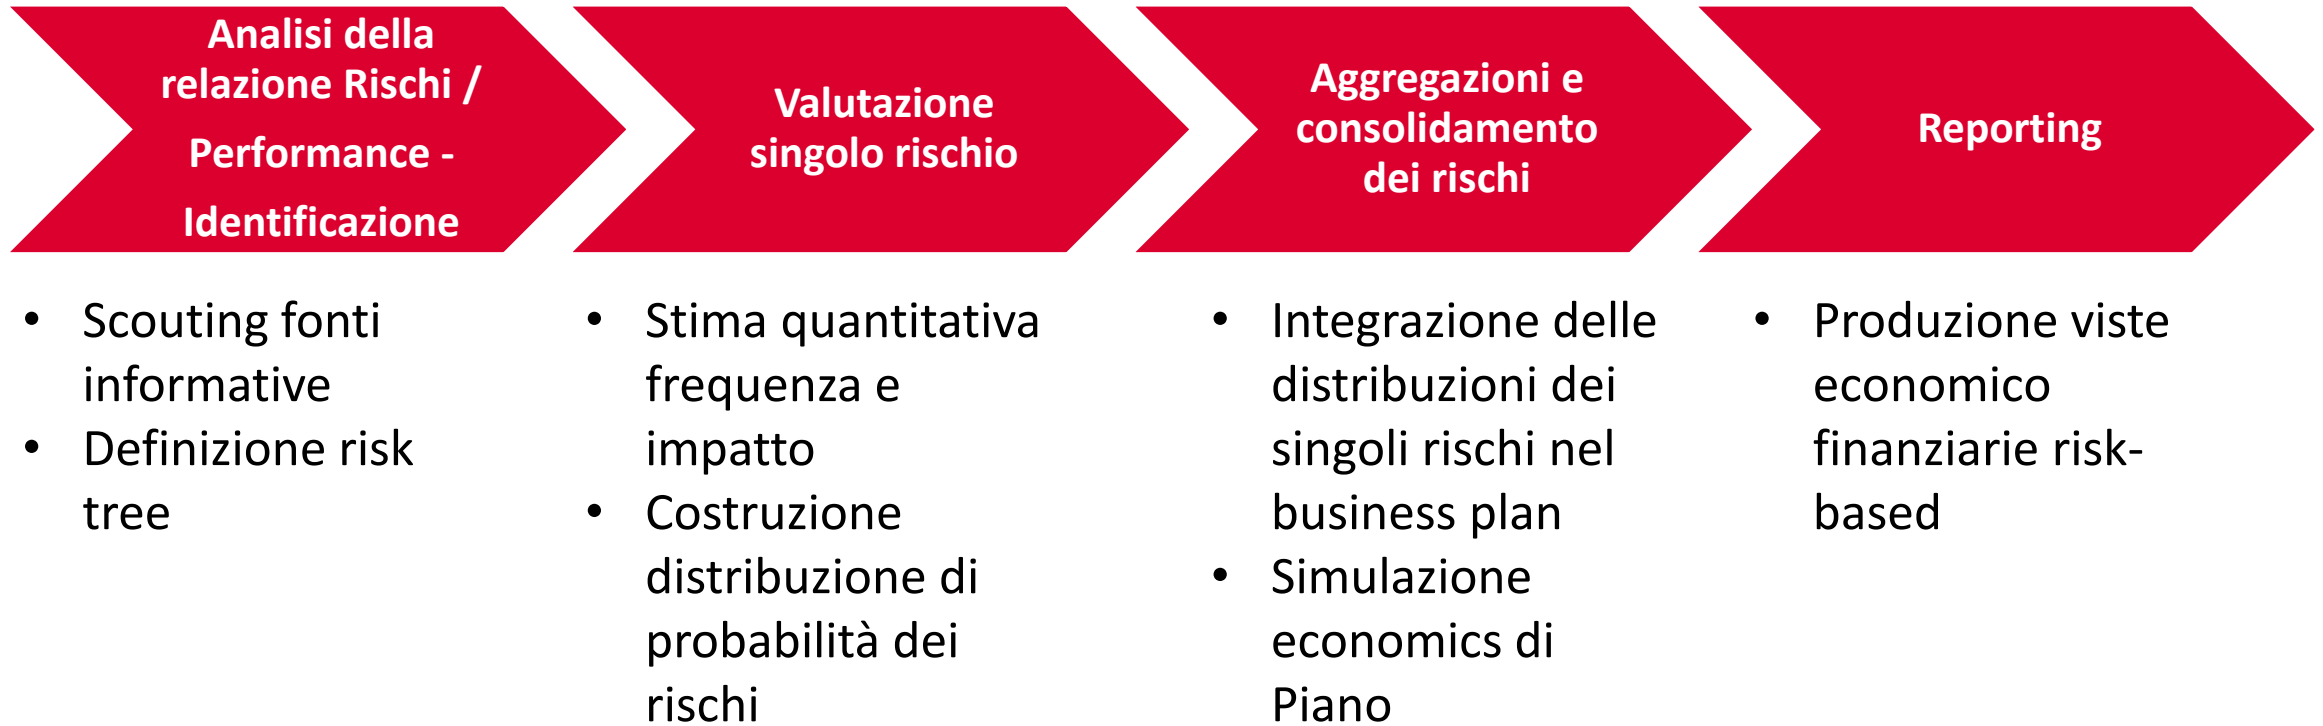 Analisi della
relazione Rischi /
Performance -
Identificazione
Valutazione
singolo rischio
Aggregazioni e
consolidamento
dei rischi
Reporting
• Scouting fonti
informative
• Definizione risk
tree
• Stima quantitativa
frequenza e
impatto
• Costruzione
distribuzione di
probabilità dei
rischi
• Integrazione delle
distribuzioni dei
singoli rischi nel
business plan
• Simulazione
economics di
Piano
• Produzione viste
economico
finanziarie risk-
based